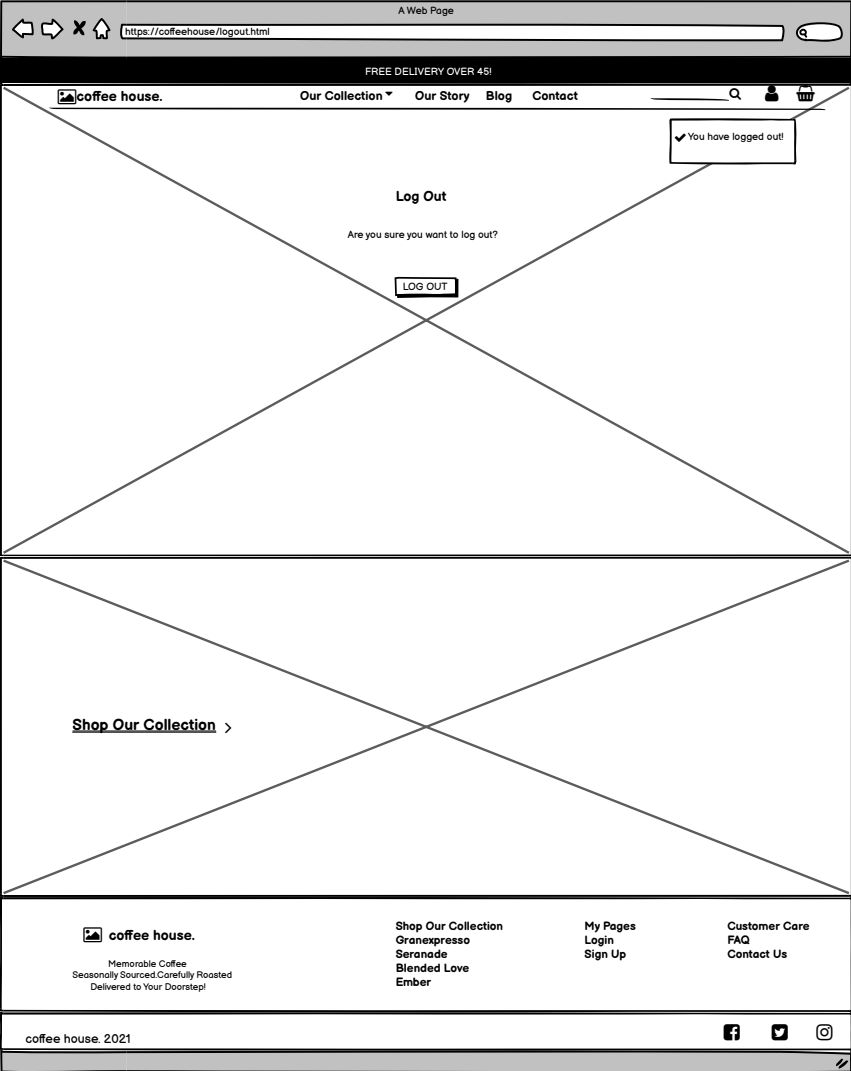 A Web Page
https://coffeehouse/logout.html
FREE DELIVERY OVER 45!
coffee house.
Our Collection
Our Story
Blog
Contact
You have logged out!
Log Out
Are you sure you want to log out?
LOG OUT
Shop Our Collection
coffee house.
Memorable Coffee
Seasonally Sourced.Carefully Roasted
Delivered to Your Doorstep!
Shop Our Collection
Granexpresso
Seranade
Blended Love
Ember
My Pages
Login
Sign Up
Customer Care
FAQ
Contact Us
coffee house. 2021